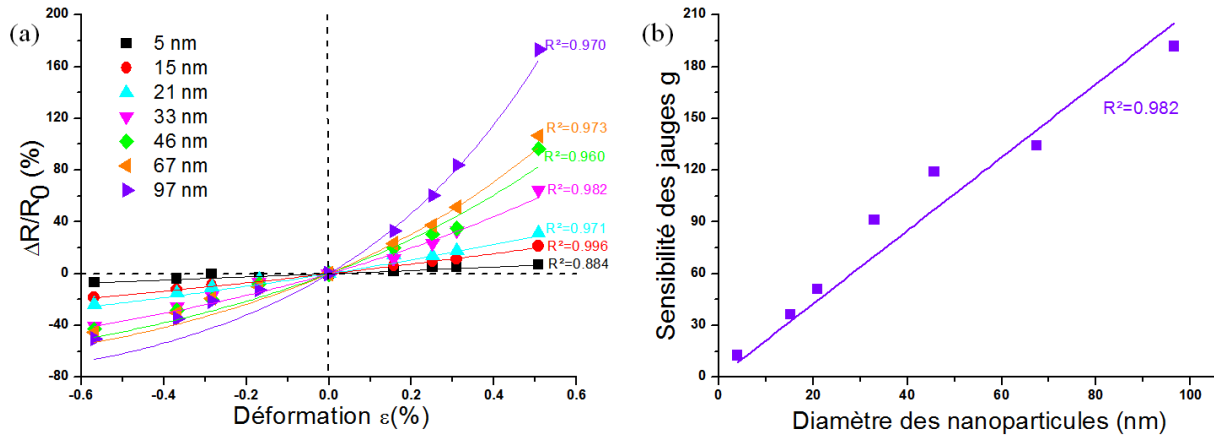 (a)
ΔR/R0 (%)
200
160
120
80
40
0
-40
-80
5 nm
15 nm
21 nm
33 nm
46 nm
67 nm
97 nm
R²=0.970
R²=0.973
R²=0.960
R²=0.982
R²=0.971
R²=0.996
R²=0.884
-0.6
-0.4
-0.2
0.0
0.2
0.4
0.6
Déformation ε(%)
(b)
Sensibilité des jauges g
210
180
150
120
90
60
30
0
R²=0.982
0
20
40
60
80
100
Diamètre des nanoparticules (nm)